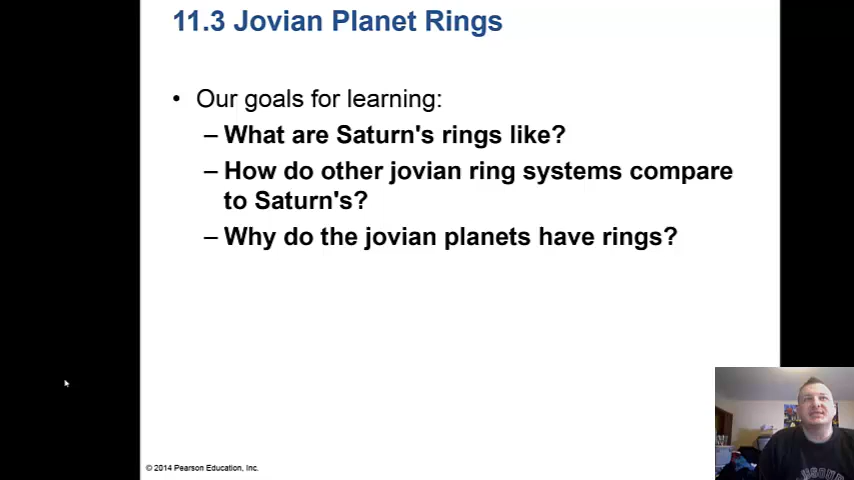 11.3 Jovian Planet Rings
• Our goals for learning:
– What are Saturn's rings like?
– How do other jovian ring systems compare
to Saturn's?
– Why do the jovian planets have rings?
© 2014 Pearson Education, Inc.